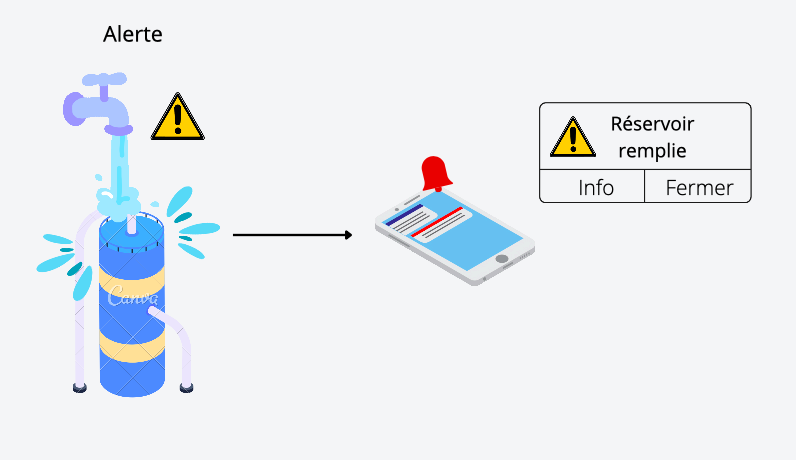 Alerte
Réservoir
remplie
Info
Fermer
Canva